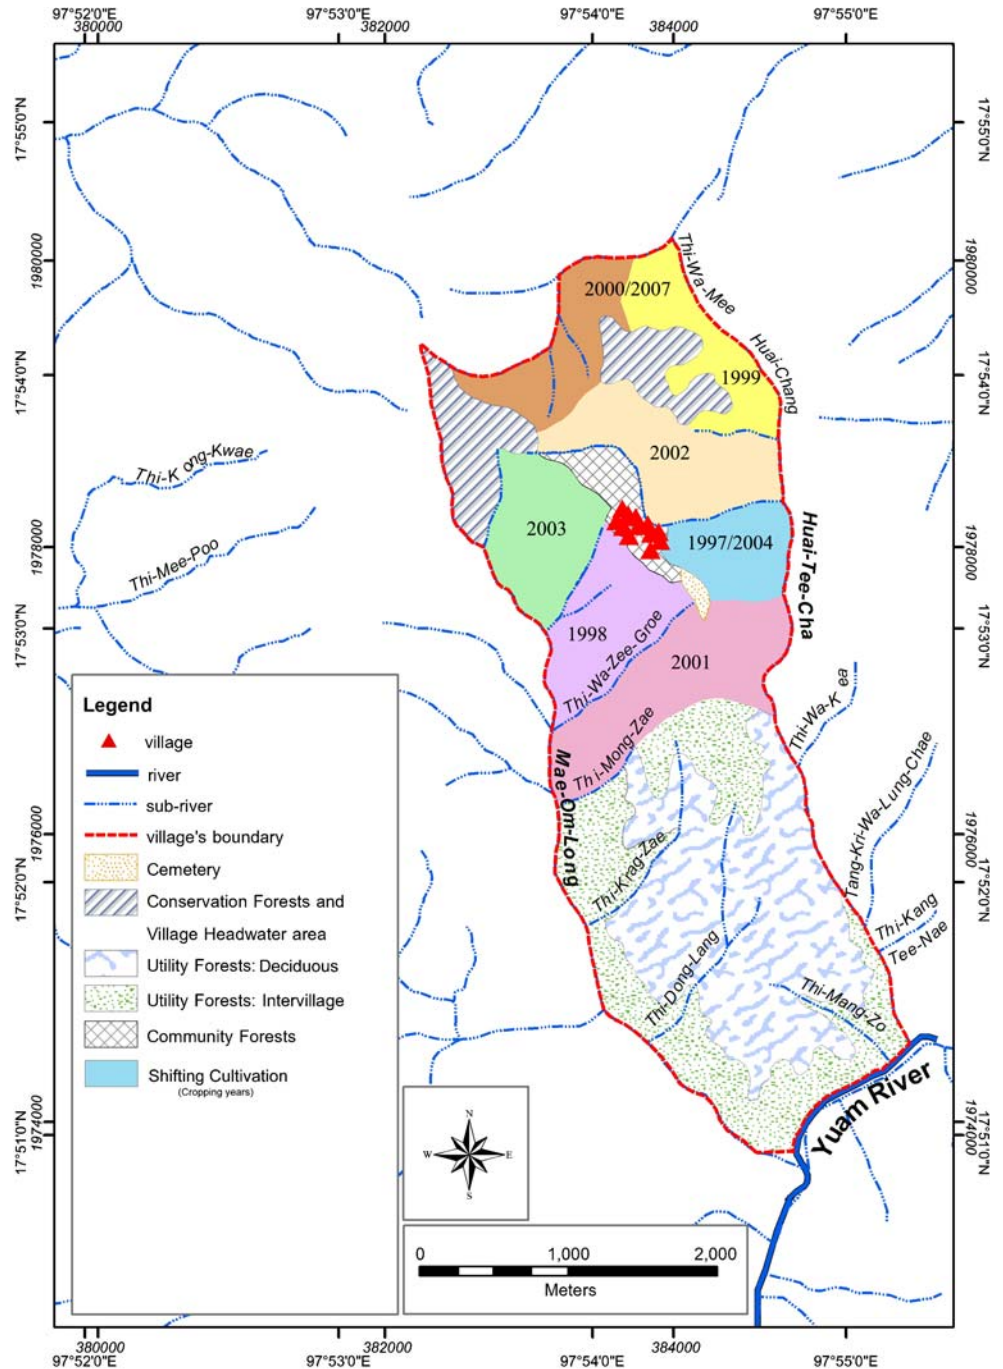 97°52'0"E 97°53'0"E 97°54'0"E 97°55'0"E
380000 382000 384000
17°55'0"N 17°55'0"N
1980000 1980000
17°54'0"N 17°54'0"N
1978000 1978000
17°53'0"N 17°53'0"N
1976000 1976000
17°52'0"N 17°52'0"N
1974000 1974000
17°51'0"N 17°51'0"N
Thi-Wa-Mee
2000/2007
Huai-Chang
1999
2002
Thi-Kong-Kwae
2003
1997/2004
Huai-Tee-Cha
Thi-Mee-Poo
1998
Thi-Wa-Zee-Groe
2001
Thi-Wa-Kea
Thi-Mong-Zae
Mae-Om-Long
Tang-Kri-Wa-Lung-Chae
Thi-Krag-Zae
Thi-Kang
Tee-Nae
Thi-Dong-Lang
Thi-Mang-Zo
Yuam River
Legend
village
river
sub-river
village's boundary
Cemetery
Conservation Forests and
Village Headwater area
Utility Forests: Deciduous
Utility Forests: Intervillage
Community Forests
Shifting Cultivation
(Cropping years)
N
W E
S
0 1,000 2,000
Meters
380000 382000 384000
97°52'0"E 97°53'0"E 97°54'0"E 97°55'0"E